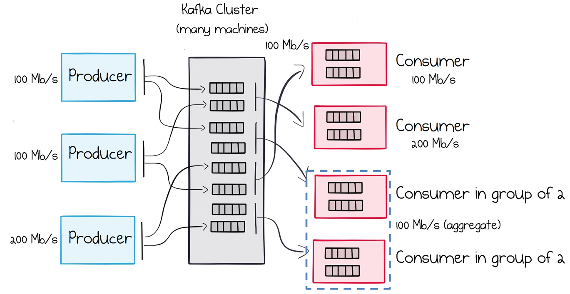 Kafka Cluster
(many machines)
100 Mb/s
Producer
100 Mb/s
Producer
200 Mb/s
Producer
100 Mb/s
Consumer
100 Mb/s
Consumer
200 Mb/s
Consumer in group of 2
100 Mb/s (aggregate)
Consumer in group of 2